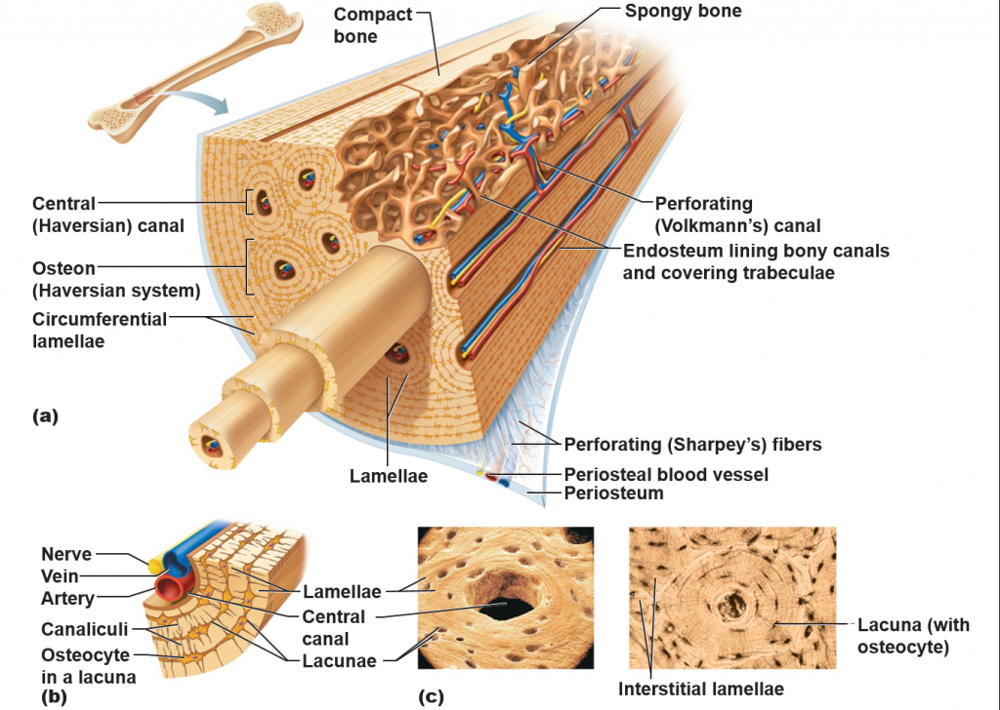 Compact
bone
Spongy bone
Central
(Haversian) canal
Perforating
(Volkmann’s) canal
Endosteum lining bony canals
and covering trabeculae
Osteon
(Haversian system)
Circumferential
lamellae
(a)
Perforating (Sharpey’s) fibers
Lamellae
Periosteal blood vessel
Periosteum
Nerve
Vein
Artery
Canaliculi
Osteocyte
in a lacuna
(b)
Lamellae
Central
canal
Lacunae
(c)
Lacuna (with
osteocyte)
Interstitial lamellae